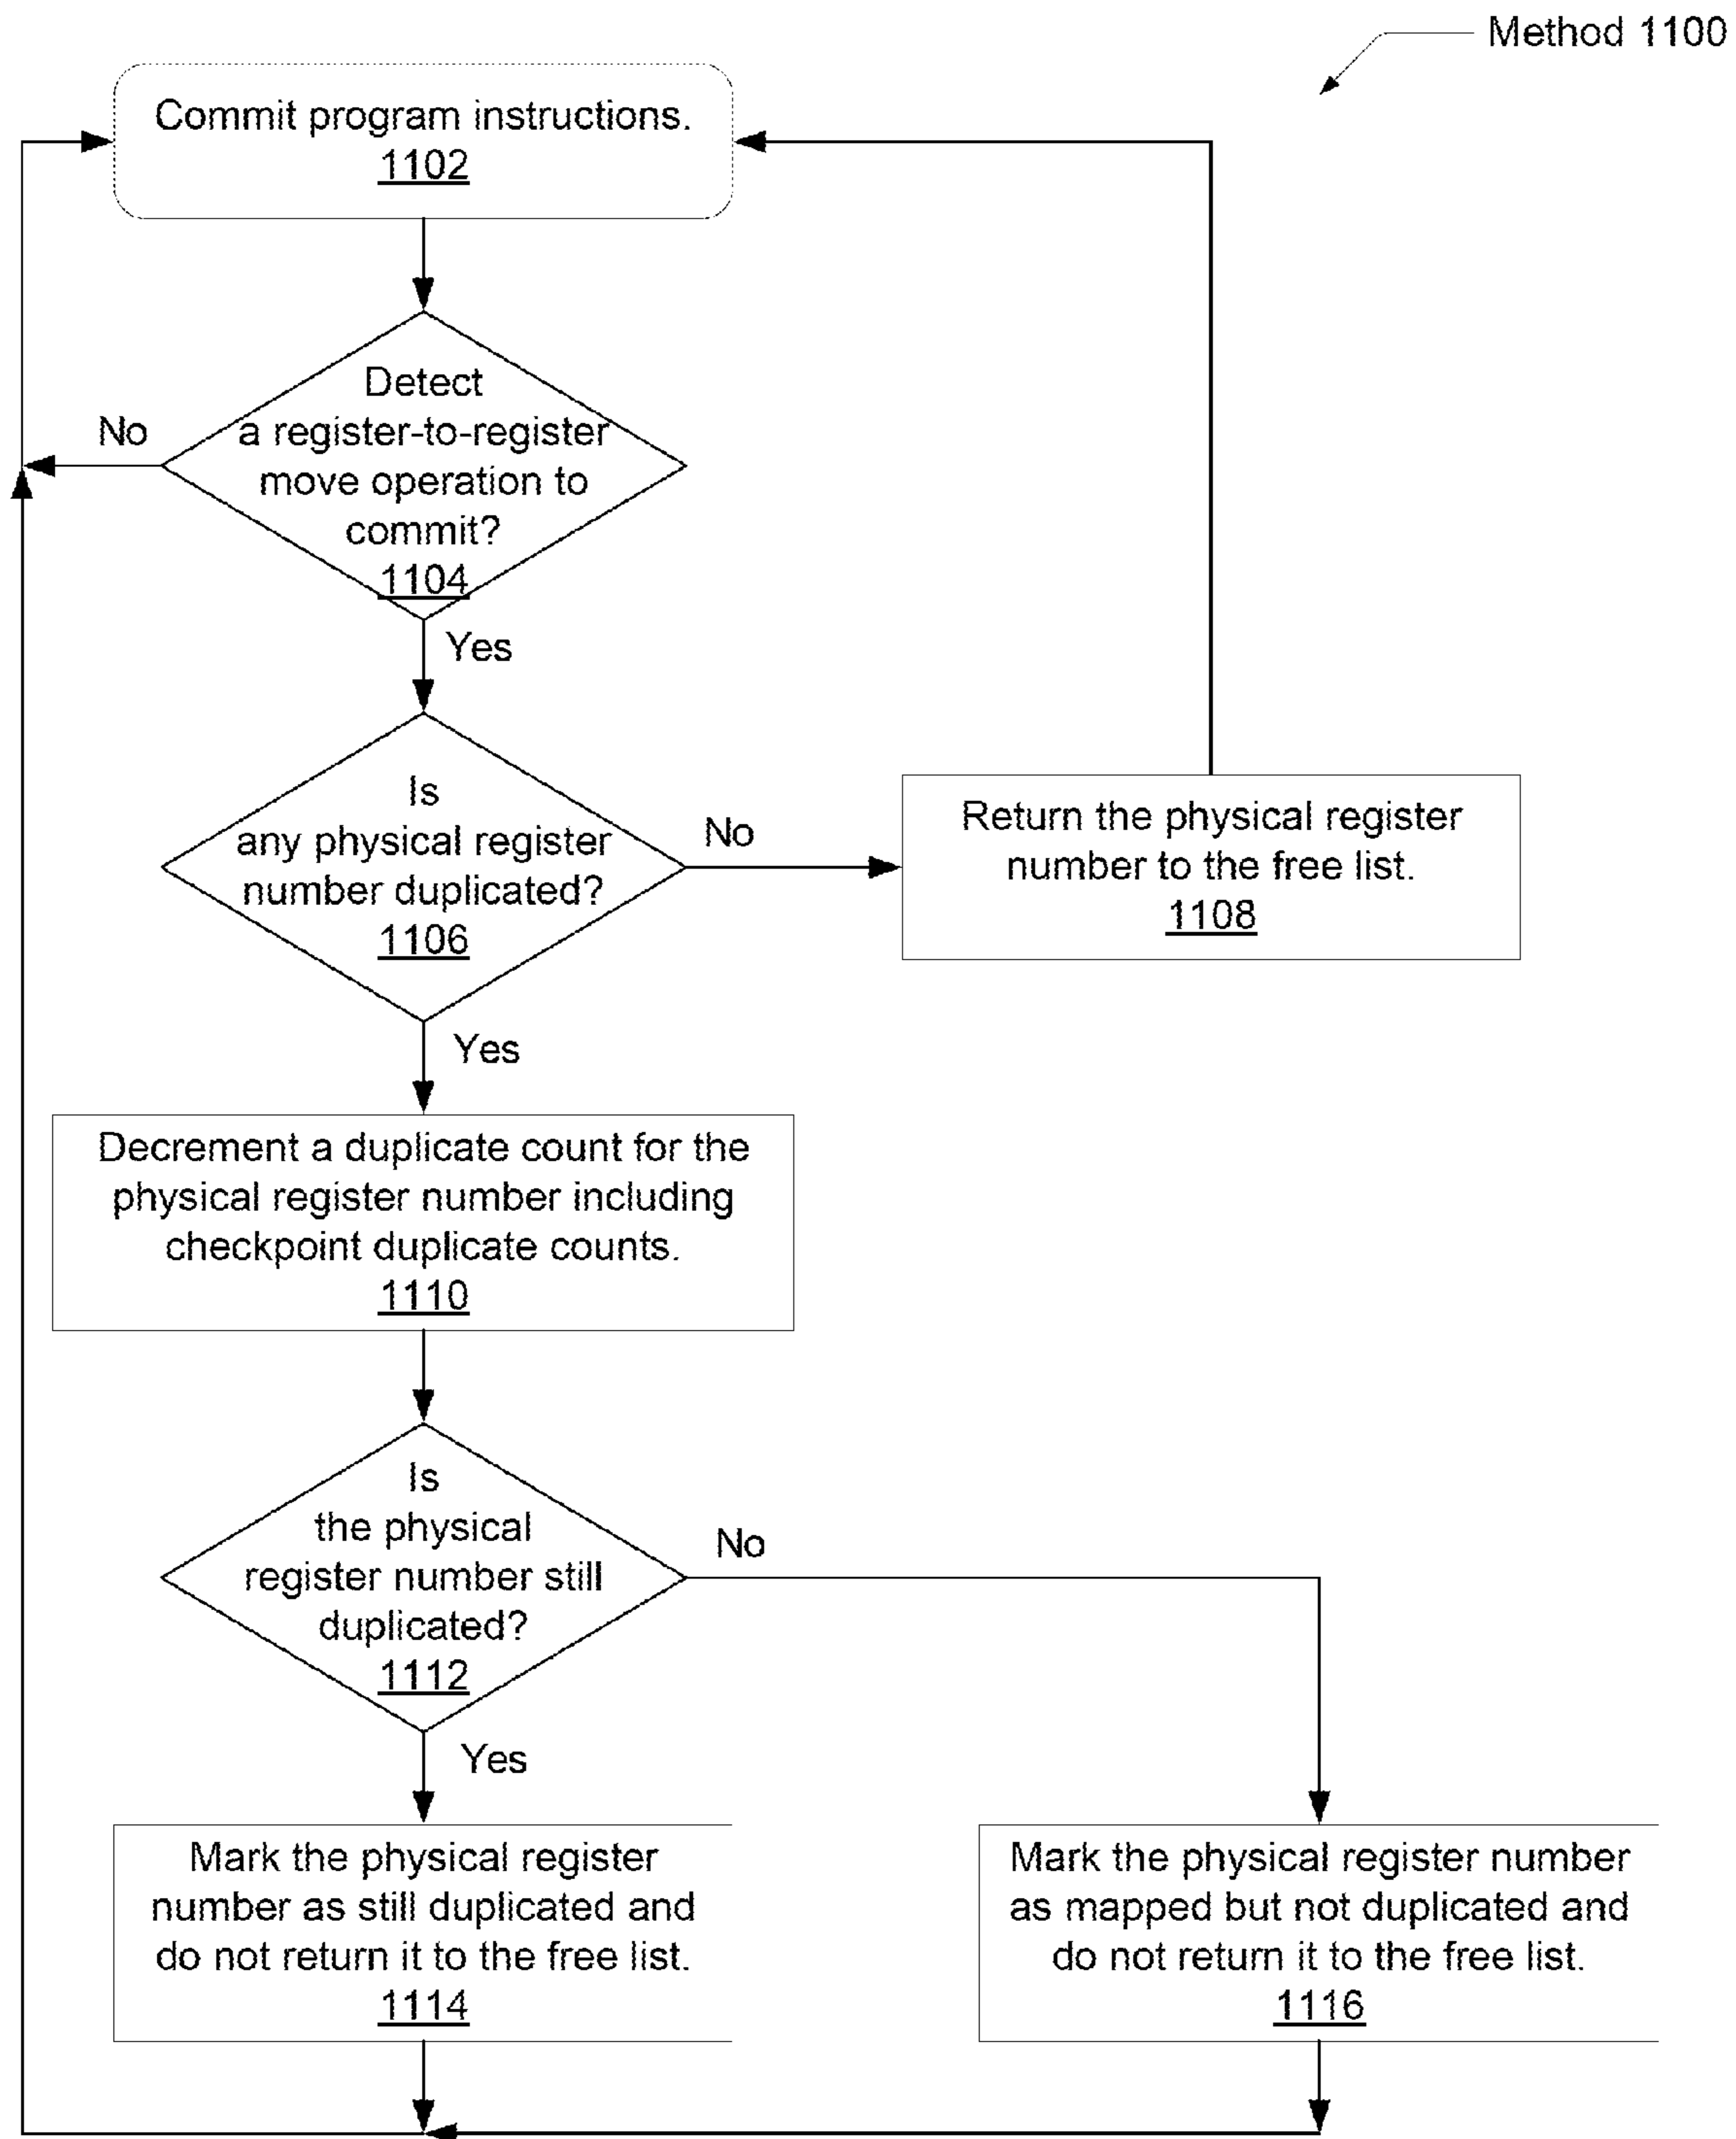 Method 1100
Commit program instructions.
1102
Detect
a register-to-register
move operation to
commit?
1104
No
Yes
Is
any physical register
number duplicated?
1106
No
Return the physical register
number to the free list.
1108
Yes
Decrement a duplicate count for the
physical register number including
checkpoint duplicate counts.
1110
Is
the physical
register number still
duplicated?
1112
No
Yes
Mark the physical register
number as still duplicated and
do not return it to the free list.
1114
Mark the physical register number
as mapped but not duplicated and
do not return it to the free list.
1116